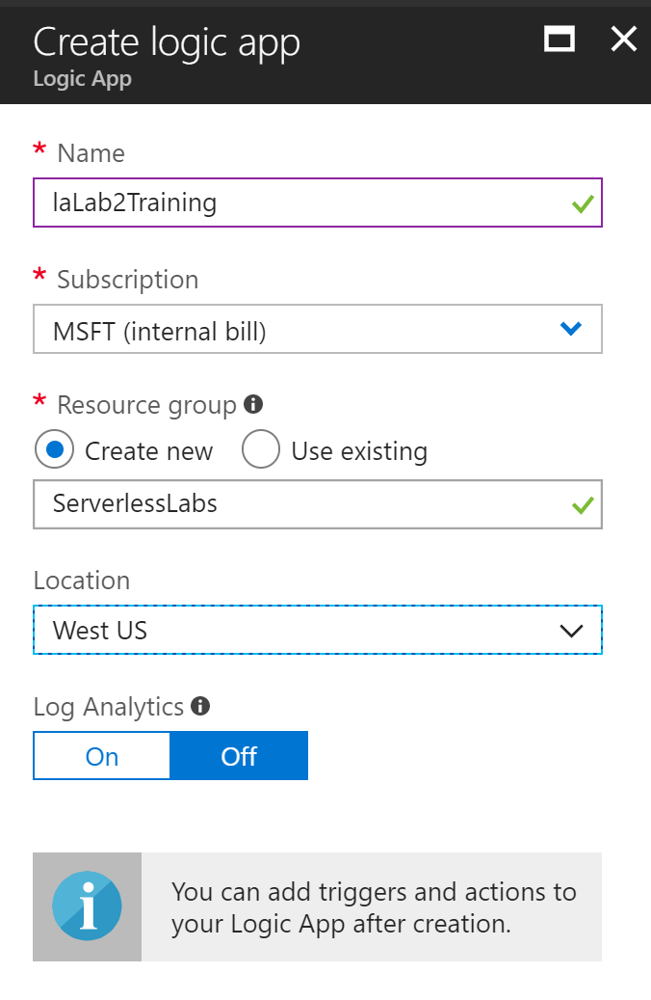 Create logic app
Logic App
* Name
laLab2Training
* Subscription
MSFT (internal bill)
* Resource group
Create new Use existing
ServerlessLabs
Location
West US
Log Analytics
On Off
You can add triggers and actions to
your Logic App after creation.